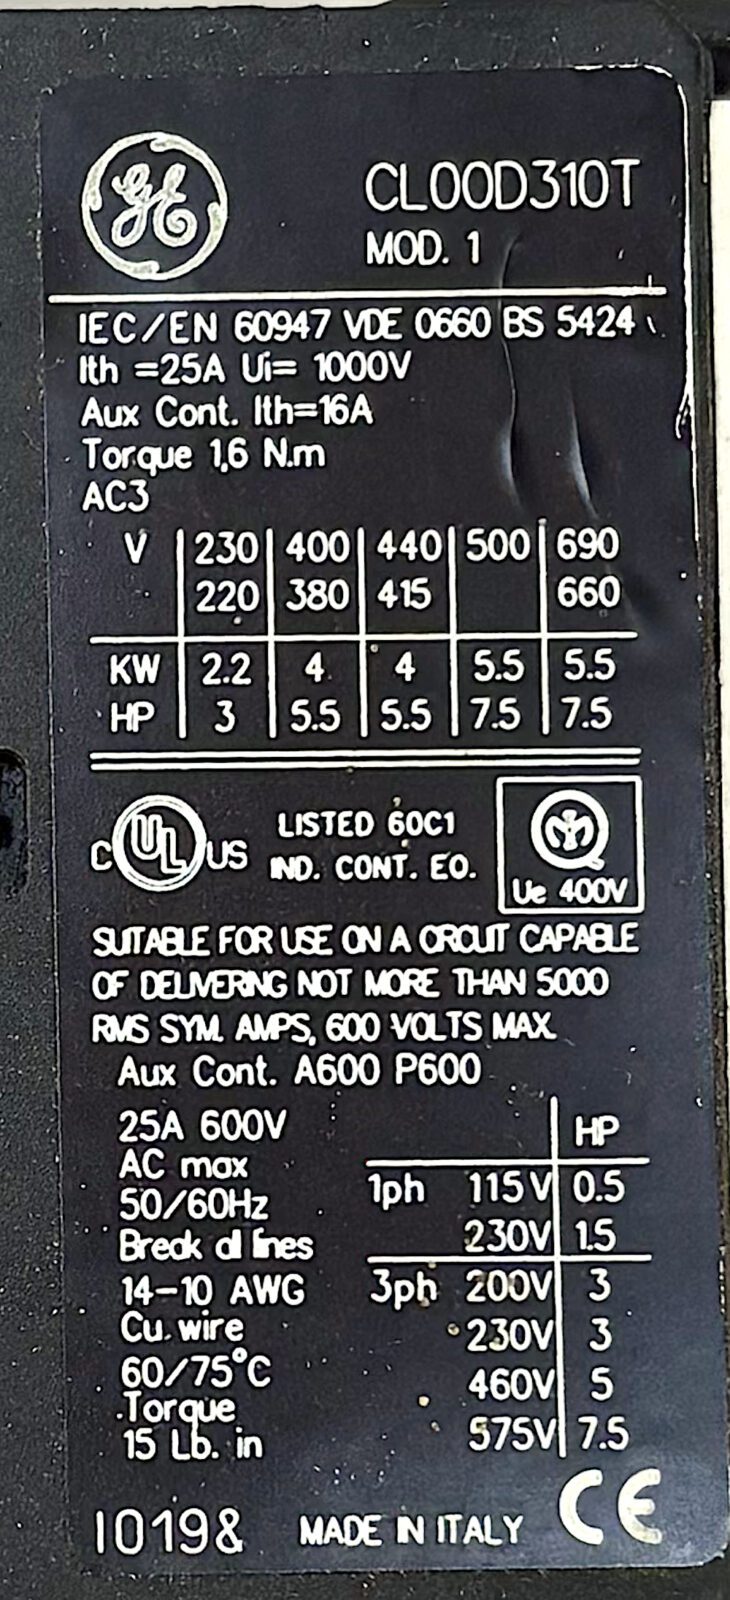 GE
CL00D310T
MOD. 1
IEC/EN 60947 VDE 0660 BS 5424
Ith =25A Ui= 1000V
Aux Cont. Ith=16A
Torque 1,6 N.m
AC3
V 230 400 440 500 690
220 380 415 660
KW 2.2 4 4 5.5 5.5
HP 3 5.5 5.5 7.5 7.5
C UL US LISTED 60C1
IND. CONT. EQ.
Ue 400V
SUITABLE FOR USE ON A CIRCUIT CAPABLE
OF DELIVERING NOT MORE THAN 5000
RMS SYM. AMPS, 600 VOLTS MAX.
Aux Cont. A600 P600
25A 600V
AC max
50/60Hz
Break all lines
14-10 AWG
Cu. wire
60/75°C
Torque
15 Lb. in
HP
1ph 115V 0.5
230V 1.5
3ph 200V 3
230V 3
460V 5
575V 7.5
I0198 MADE IN ITALY CE